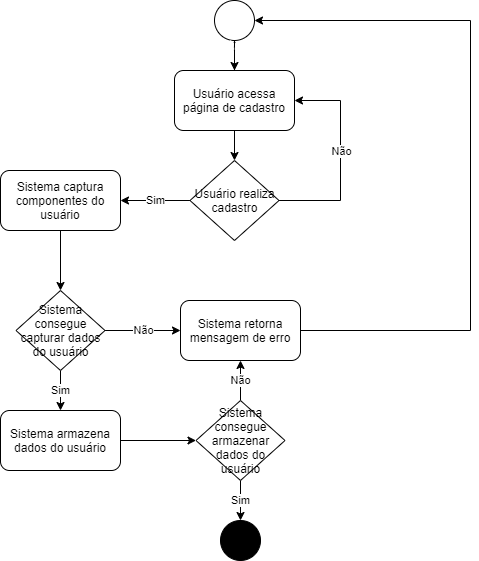 Usuário acessa
página de cadastro
Não
Usuário realiza
cadastro
Sim
Sistema captura
componentes do
usuário
Sistema
consegue
capturar dados
do usuário
Não
Sistema retorna
mensagem de erro
Sim
Não
Sistema armazena
dados do usuário
Sistema
consegue
armazenar
dados do
usuário
Sim